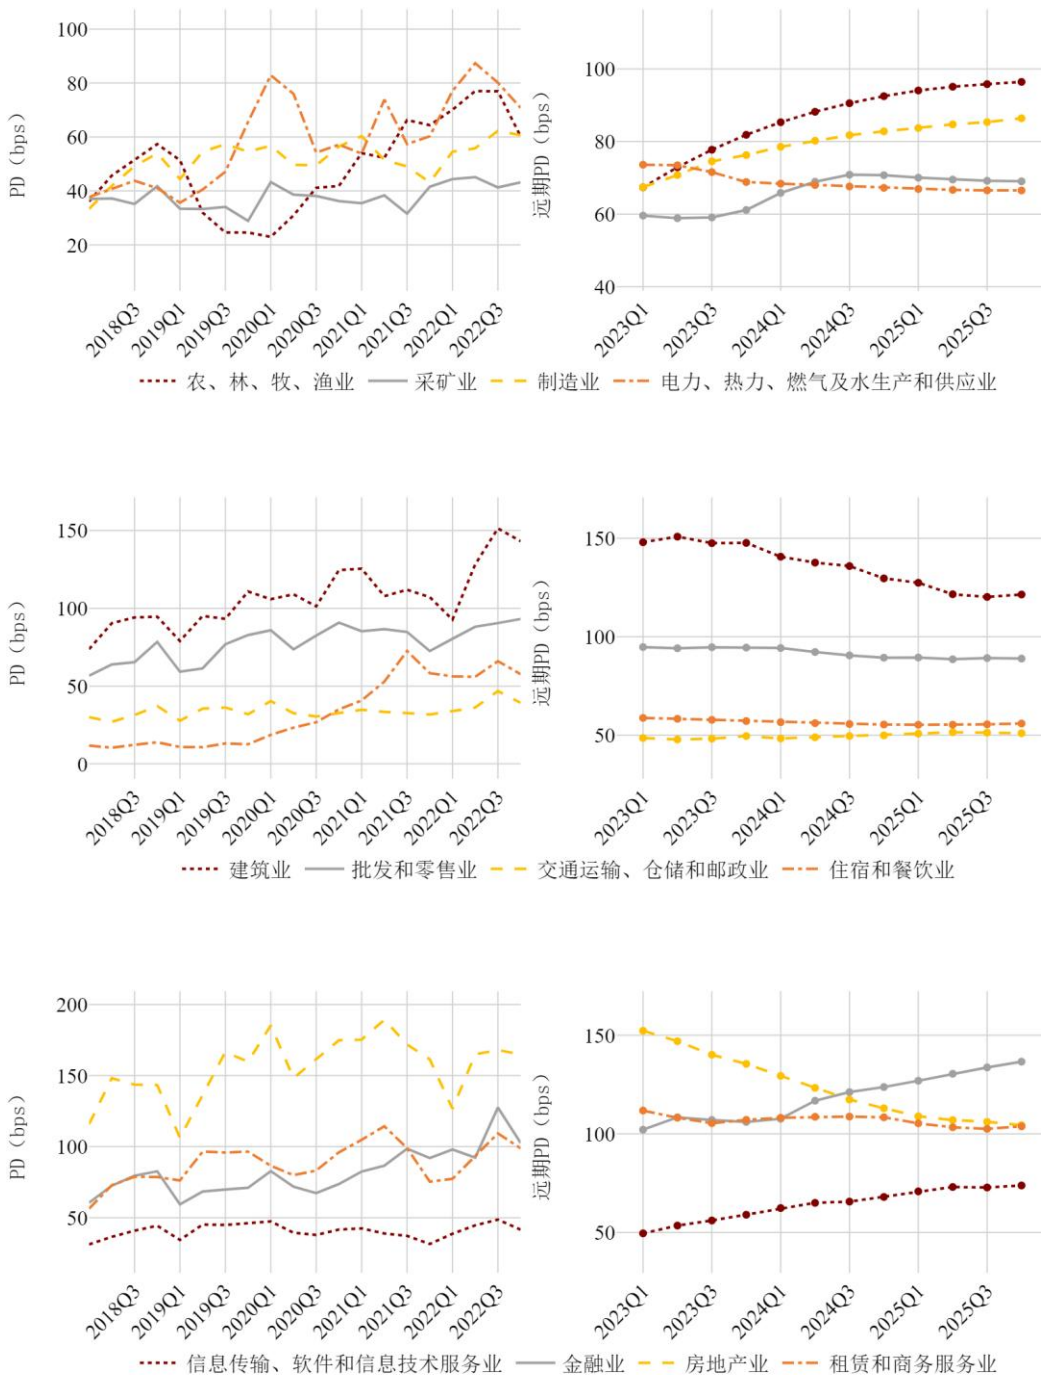 PD（bps）
100
80
60
40
20
2018Q3 2019Q1 2019Q3 2020Q1 2020Q3 2021Q1 2021Q3 2022Q1 2022Q3
远期PD（bps）
100
80
60
40
2023Q1 2023Q3 2024Q1 2024Q3 2025Q1 2025Q3
农、林、牧、渔业 采矿业 制造业 电力、热力、燃气及水生产和供应业
PD（bps）
150
100
50
0
2018Q3 2019Q1 2019Q3 2020Q1 2020Q3 2021Q1 2021Q3 2022Q1 2022Q3
远期PD（bps）
150
100
50
2023Q1 2023Q3 2024Q1 2024Q3 2025Q1 2025Q3
建筑业 批发和零售业 交通运输、仓储和邮政业 住宿和餐饮业
PD（bps）
200
150
100
50
2018Q3 2019Q1 2019Q3 2020Q1 2020Q3 2021Q1 2021Q3 2022Q1 2022Q3
远期PD（bps）
150
100
50
2023Q1 2023Q3 2024Q1 2024Q3 2025Q1 2025Q3
信息传输、软件和信息技术服务业 金融业 房地产业 租赁和商务服务业